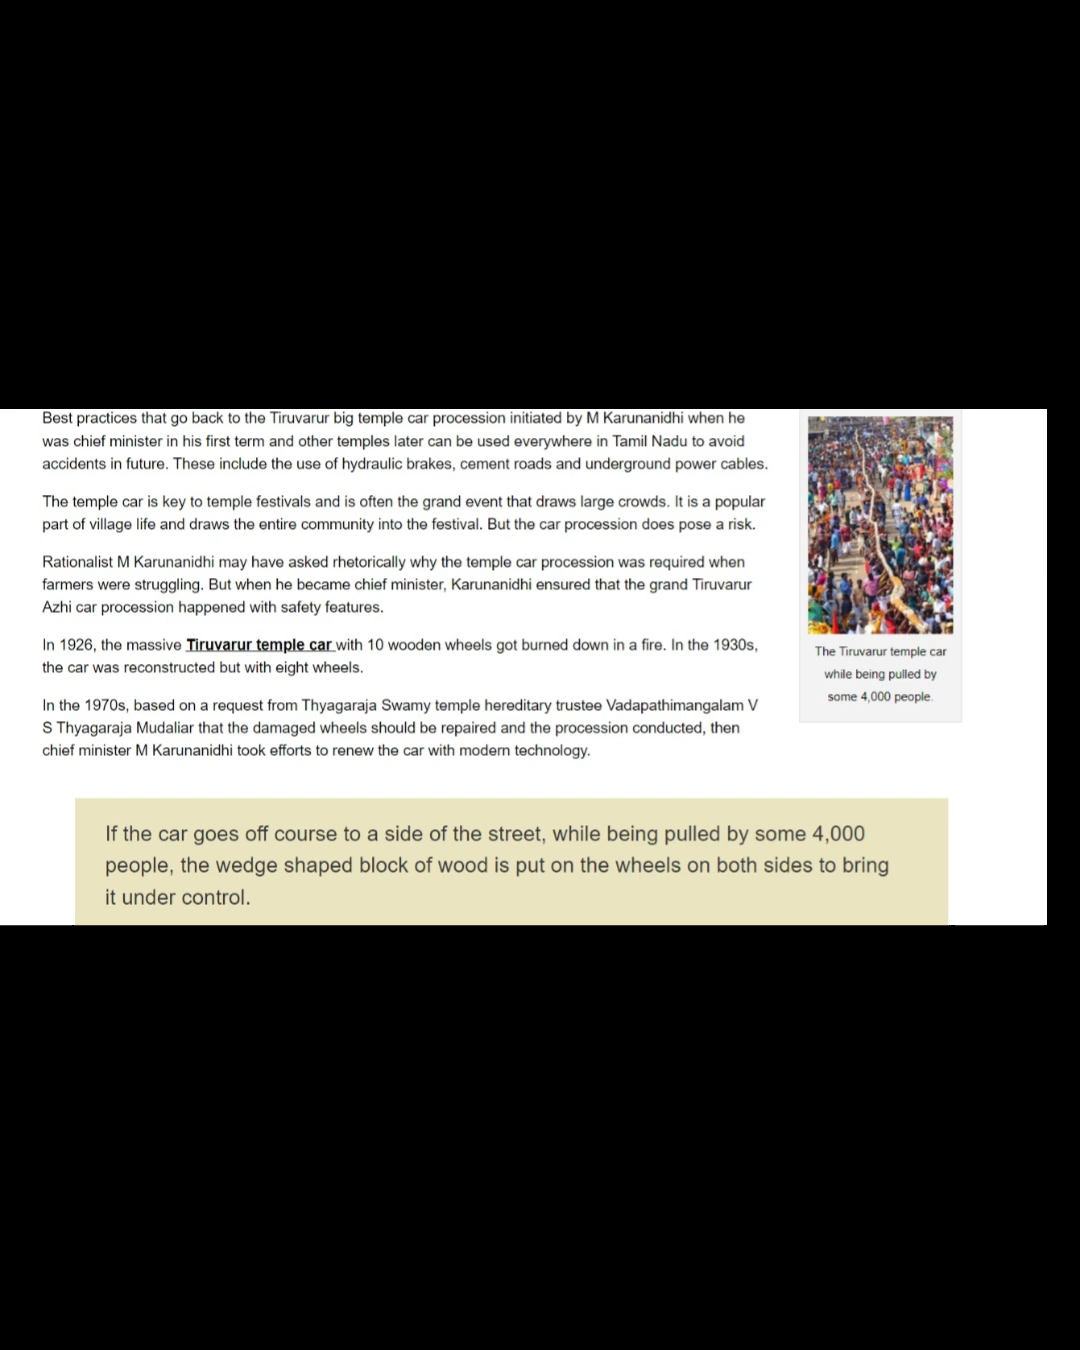 Best practices that go back to the Tiruvarur big temple car procession initiated by M Karunanidhi when he
was chief minister in his first term and other temples later can be used everywhere in Tamil Nadu to avoid
accidents in future. These include the use of hydraulic brakes, cement roads and underground power cables.
The temple car is key to temple festivals and is often the grand event that draws large crowds. It is a popular
part of village life and draws the entire community into the festival. But the car procession does pose a risk.
Rationalist M Karunanidhi may have asked rhetorically why the temple car procession was required when
farmers were struggling. But when he became chief minister, Karunanidhi ensured that the grand Tiruvarur
Azhi car procession happened with safety features.
In 1926, the massive Tiruvarur temple car with 10 wooden wheels got burned down in a fire. In the 1930s,
the car was reconstructed but with eight wheels.
In the 1970s, based on a request from Thyagaraja Swamy temple hereditary trustee Vadapathimangalam V
S Thyagaraja Mudaliar that the damaged wheels should be repaired and the procession conducted, then
chief minister M Karunanidhi took efforts to renew the car with modern technology.
The Tiruvarur temple car
while being pulled by
some 4,000 people.
If the car goes off course to a side of the street, while being pulled by some 4,000
people, the wedge shaped block of wood is put on the wheels on both sides to bring
it under control.